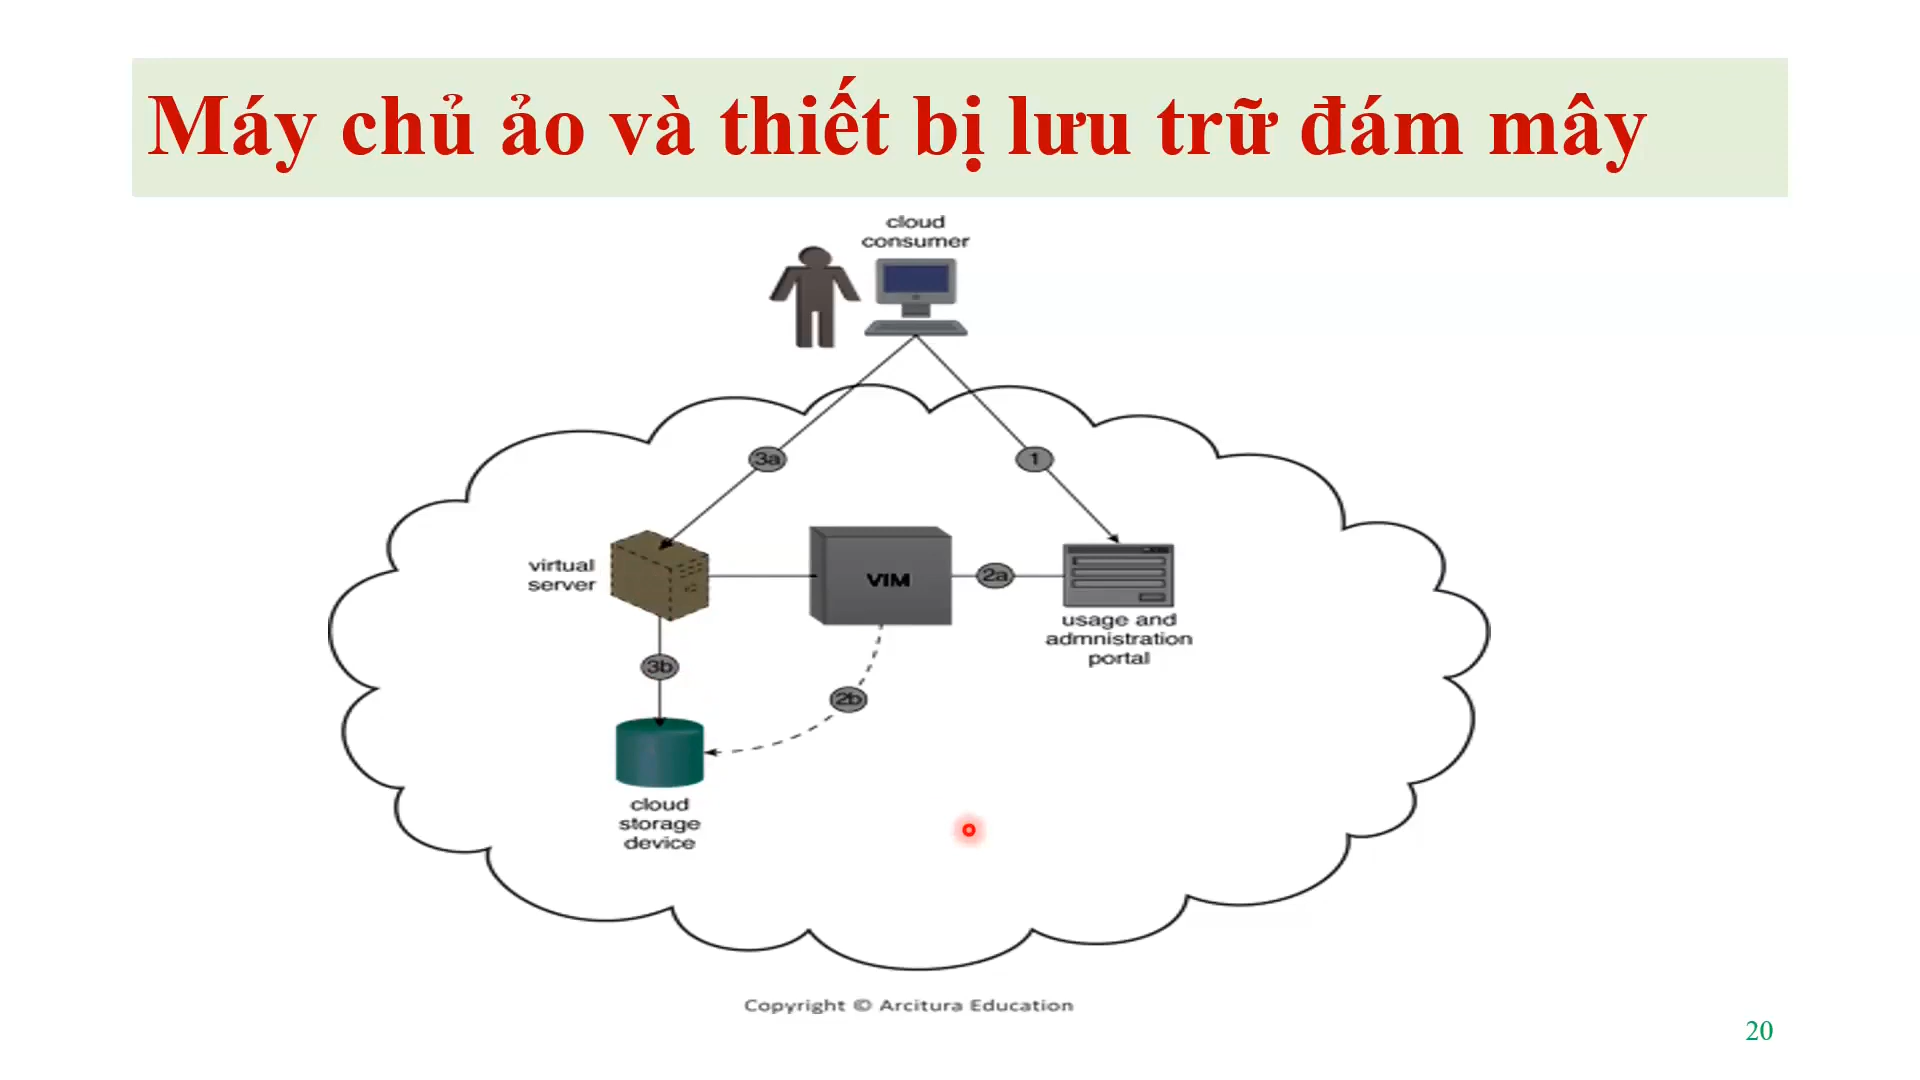 Máy chủ ảo và thiết bị lưu trữ đám mây
cloud
consumer
3a
1
virtual
server
VIM
2a
usage and
admnistration
portal
3b
2b
cloud
storage
device
Copyright © Arcitura Education
20